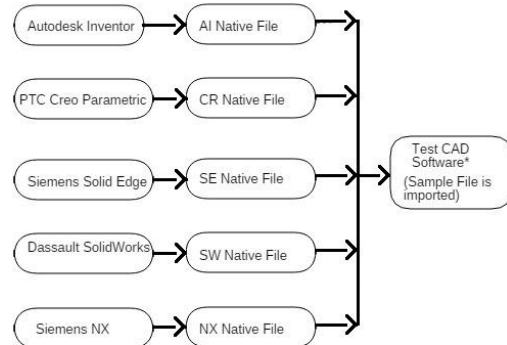 Autodesk Inventor
AI Native File
PTC Creo Parametric
CR Native File
Siemens Solid Edge
SE Native File
Dassault SolidWorks
SW Native File
Siemens NX
NX Native File
Test CAD
Software*
(Sample File is
imported)